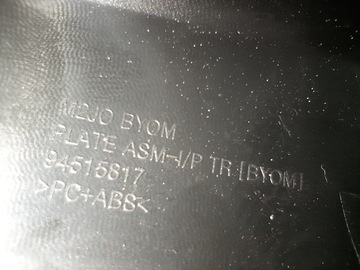 M2JO BYOM
PLATE ASM-I/P TR [BYOM]
94515817
>PC+ABS<